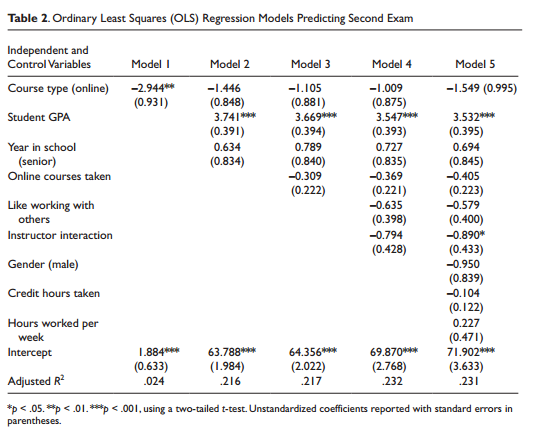 Table 2. Ordinary Least Squares (OLS) Regression Models Predicting Second Exam
Independent and
Control Variables Model 1 Model 2 Model 3 Model 4 Model 5
Course type (online) −2.944** −1.446 −1.105 −1.009 −1.549 (0.995)
(0.931) (0.848) (0.881) (0.875)
Student GPA 3.741*** 3.669*** 3.547*** 3.532***
(0.391) (0.394) (0.393) (0.395)
Year in school 0.634 0.789 0.727 0.694
(senior) (0.834) (0.840) (0.835) (0.845)
Online courses taken −0.309 −0.369 −0.405
(0.222) (0.221) (0.223)
Like working with −0.635 −0.579
others (0.398) (0.400)
Instructor interaction −0.794 −0.890*
(0.428) (0.433)
Gender (male) −0.950
(0.839)
Credit hours taken −0.104
(0.122)
Hours worked per 0.227
week (0.471)
Intercept 1.884*** 63.788*** 64.356*** 69.870*** 71.902***
(0.633) (1.984) (2.022) (2.768) (3.633)
Adjusted R² .024 .216 .217 .232 .231
*p < .05. **p < .01. ***p < .001, using a two-tailed t-test. Unstandardized coefficients reported with standard errors in
parentheses.